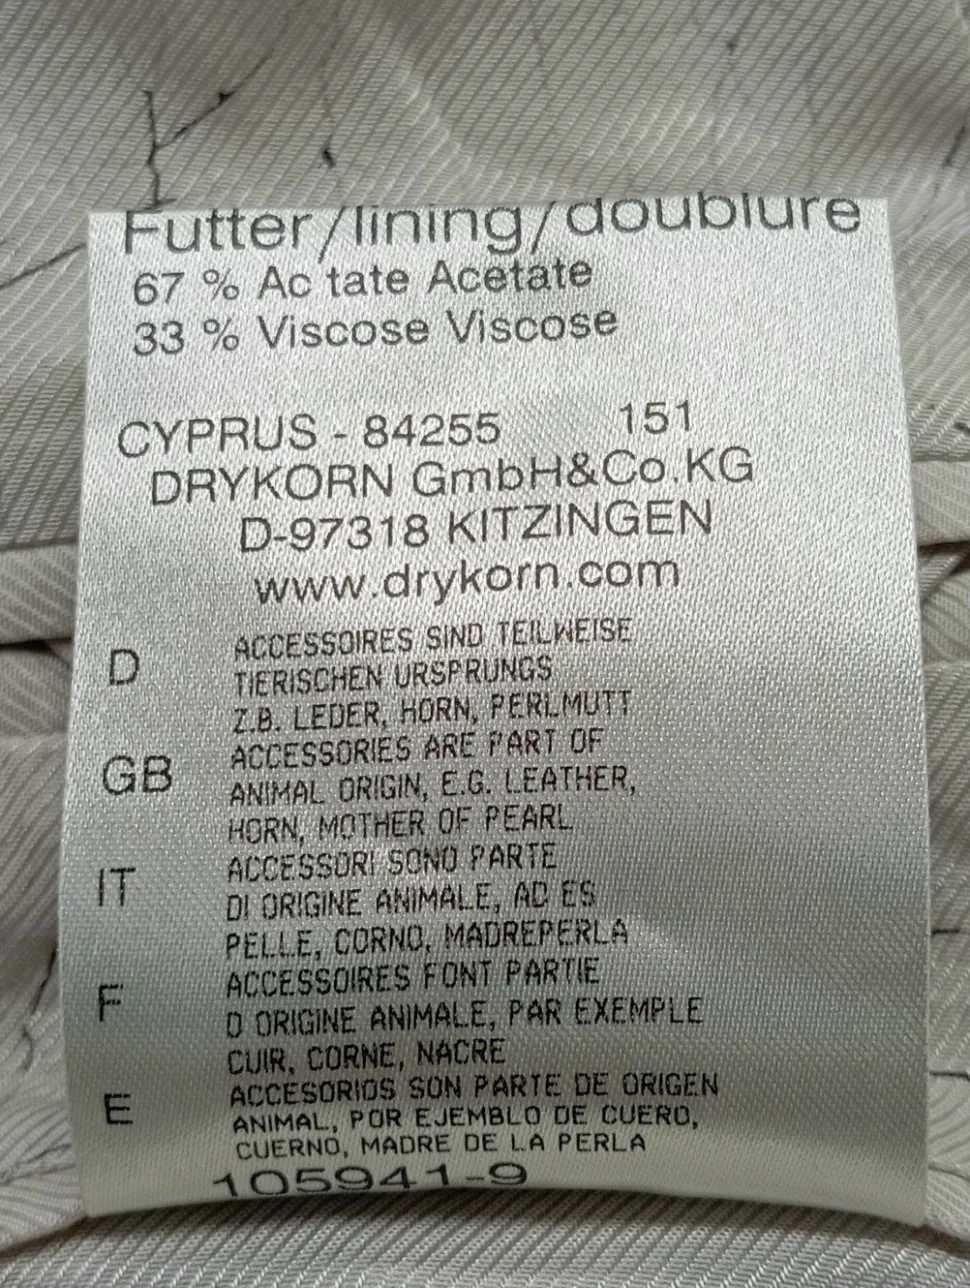 Futter/lining/doublure
67 % Ac tate Acetate
33 % Viscose Viscose
CYPRUS - 84255 151
DRYKORN GmbH&Co.KG
D-97318 KITZINGEN
www.drykorn.com
D ACCESSOIRES SIND TEILWEISE
TIERISCHEN URSPRUNGS
Z.B. LEDER, HORN, PERLMUTT
GB ACCESSORIES ARE PART OF
ANIMAL ORIGIN, E.G. LEATHER,
HORN, MOTHER OF PEARL
IT ACCESSORI SONO PARTE
DI ORIGINE ANIMALE, AD ES
PELLE, CORNO, MADREPERLA
F ACCESSOIRES FONT PARTIE
D ORIGINE ANIMALE, PAR EXEMPLE
CUIR, CORNE, NACRE
E ACCESORIOS SON PARTE DE ORIGEN
ANIMAL, POR EJEMBLO DE CUERO,
CUERNO, MADRE DE LA PERLA
105941-9